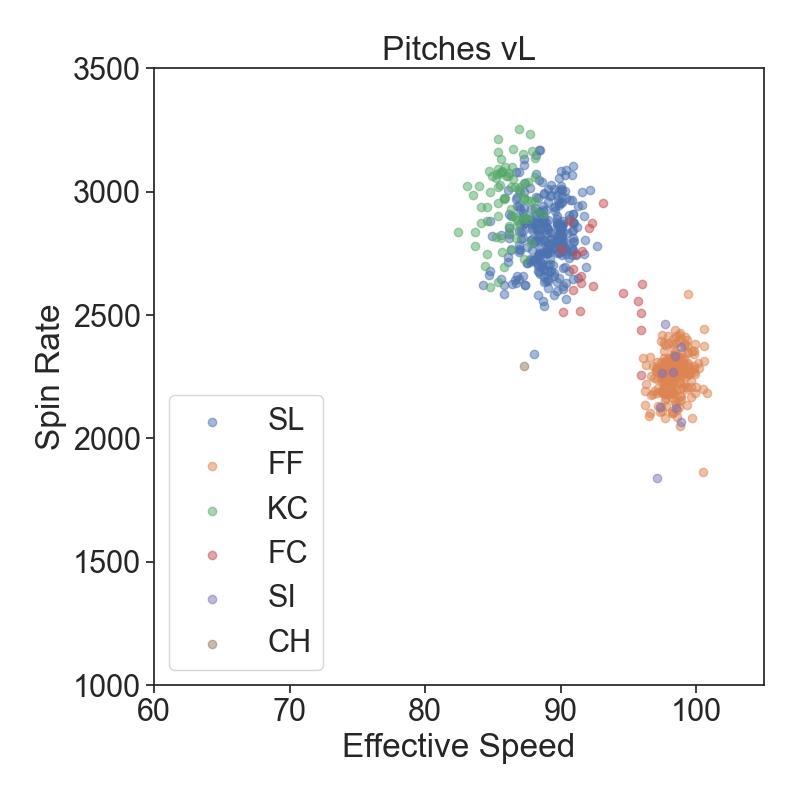 Pitches vL
Spin Rate
3500
3000
2500
2000
1500
1000
SL
FF
KC
FC
SI
CH
60 70 80 90 100
Effective Speed